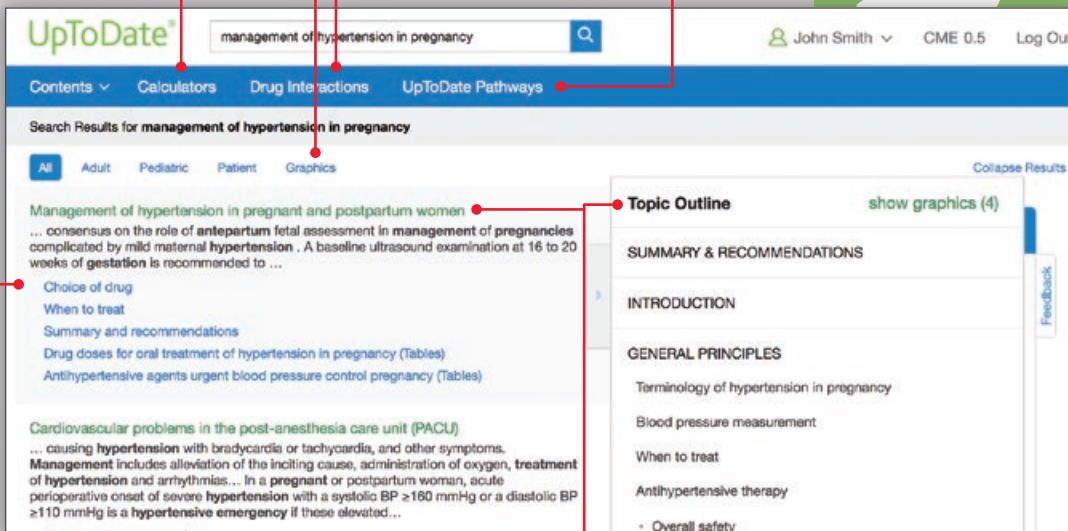 UpToDate®
management of hypertension in pregnancy
John Smith
CME 0.5
Log Out
Contents
Calculators
Drug Interactions
UpToDate Pathways
Search Results for management of hypertension in pregnancy
All
Adult
Pediatric
Patient
Graphics
Collapse Results
Management of hypertension in pregnant and postpartum women
... consensus on the role of antepartum fetal assessment in management of pregnancies
complicated by mild maternal hypertension . A baseline ultrasound examination at 16 to 20
weeks of gestation is recommended to ...
Choice of drug
When to treat
Summary and recommendations
Drug doses for oral treatment of hypertension in pregnancy (Tables)
Antihypertensive agents urgent blood pressure control pregnancy (Tables)
Cardiovascular problems in the post-anesthesia care unit (PACU)
... causing hypertension with bradycardia or tachycardia, and other symptoms.
Management includes alleviation of the inciting cause, administration of oxygen, treatment
of hypertension and arrhythmias... In a pregnant or postpartum woman, acute
perioperative onset of severe hypertension with a systolic BP ≥160 mmHg or a diastolic BP
≥110 mmHg is a hypertensive emergency if these elevated...
Topic Outline
show graphics (4)
SUMMARY & RECOMMENDATIONS
INTRODUCTION
GENERAL PRINCIPLES
Terminology of hypertension in pregnancy
Blood pressure measurement
When to treat
Antihypertensive therapy
- Overall safety
Feedback